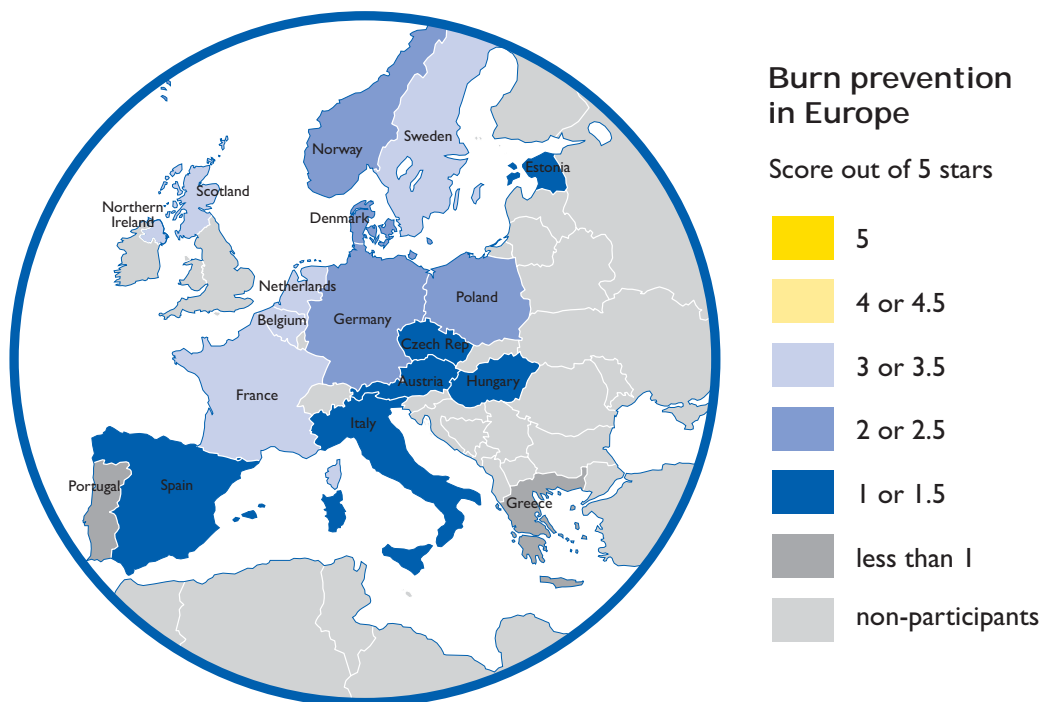 Burn prevention
in Europe
Score out of 5 stars
5
4 or 4.5
3 or 3.5
2 or 2.5
1 or 1.5
less than 1
non-participants
Sweden
Norway
Estonia
Scotland
Northern
Ireland
Denmark
Netherlands
Poland
Belgium
Germany
Czech Rep
Austria
Hungary
France
Italy
Portugal
Spain
Greece